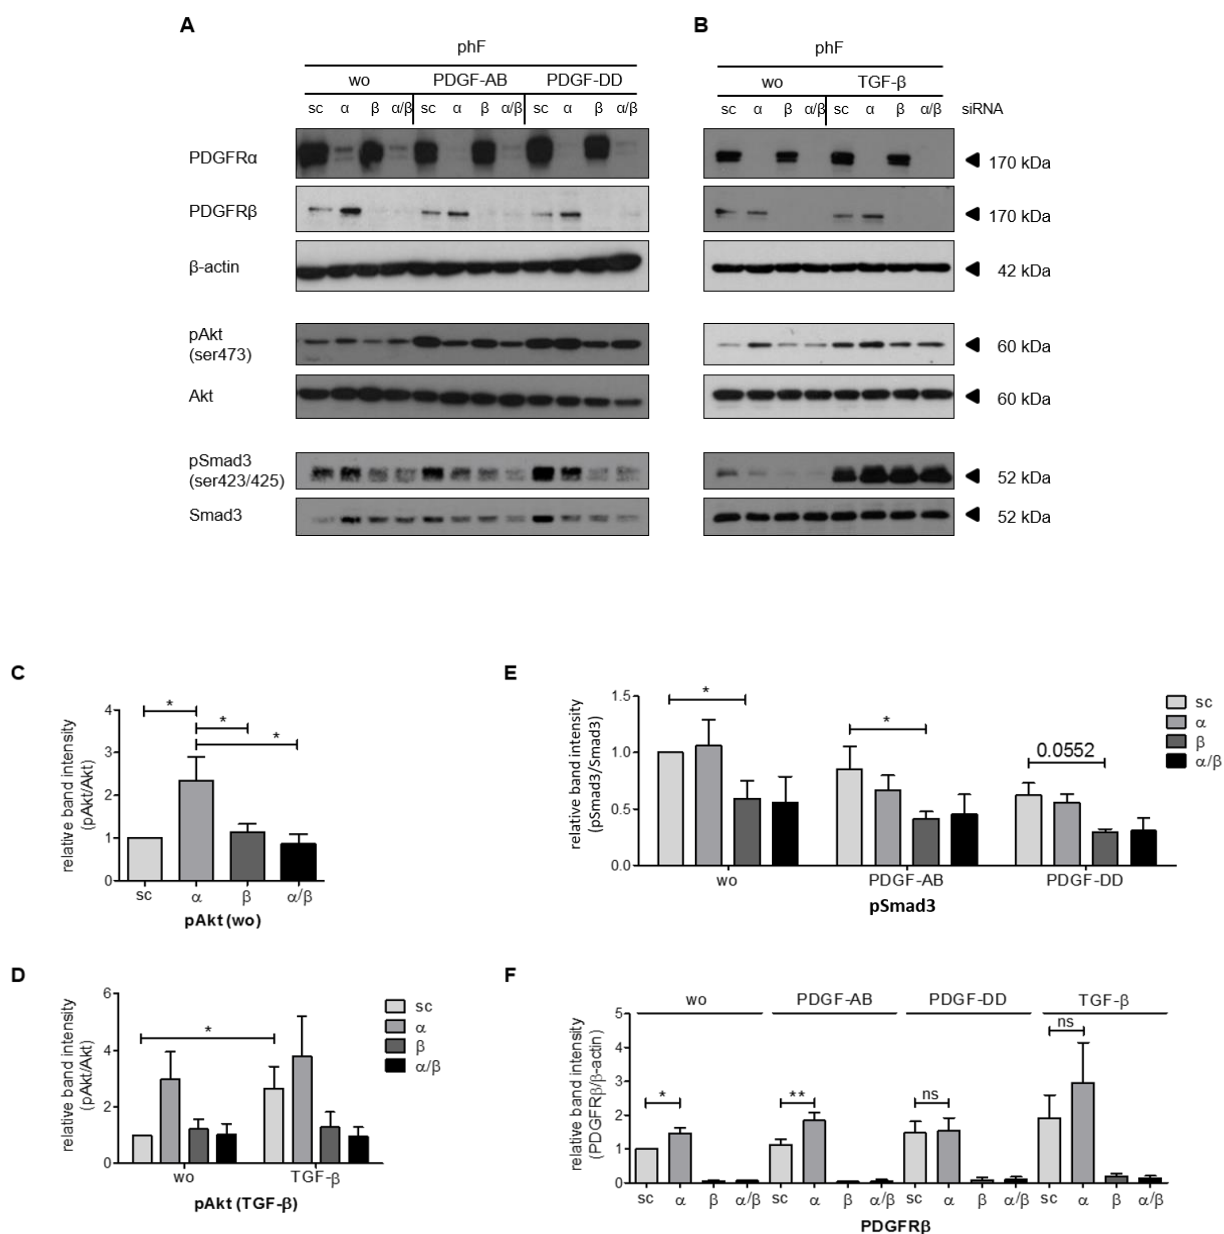 A
B
phF
phF
wo PDGF-AB PDGF-DD
wo TGF-β
sc α β α/β sc α β α/β sc α β α/β
sc α β α/β sc α β α/β siRNA
PDGFRα
170 kDa
PDGFRβ
170 kDa
β-actin
42 kDa
pAkt
(ser473)
60 kDa
Akt
60 kDa
pSmad3
(ser423/425)
52 kDa
Smad3
52 kDa
C
relative band intensity
(pAkt/Akt)
4
3
2
1
0
*
*
*
sc α β α/β
pAkt (wo)
E
relative band intensity
(pSmad3/Smad3)
1.5
1.0
0.5
0.0
*
*
0.0552
wo PDGF-AB PDGF-DD
pSmad3
sc
α
β
α/β
D
relative band intensity
(pAkt/Akt)
6
4
2
0
*
wo TGF-β
pAkt (TGF-β)
sc
α
β
α/β
F
wo PDGF-AB PDGF-DD TGF-β
relative band intensity
(PDGFRβ/β-actin)
5
4
3
2
1
0
*
**
ns
ns
sc α β α/β sc α β α/β sc α β α/β sc α β α/β
PDGFRβ